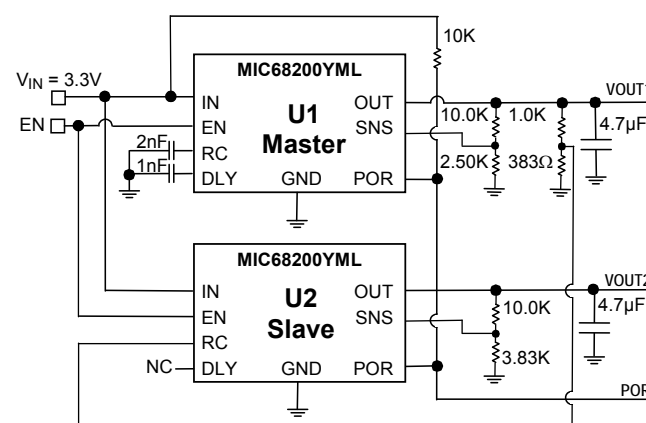 10K
VIN = 3.3V
MIC68200YML
VOUT1
IN
OUT
10.0K
1.0K
U1
EN
EN
SNS
4.7µF
2nF
RC
Master
2.50K
383Ω
1nF
DLY
GND
POR
MIC68200YML
VOUT2
IN
U2
OUT
10.0K
4.7µF
EN
Slave
SNS
RC
3.83K
NC
DLY
GND
POR
POR